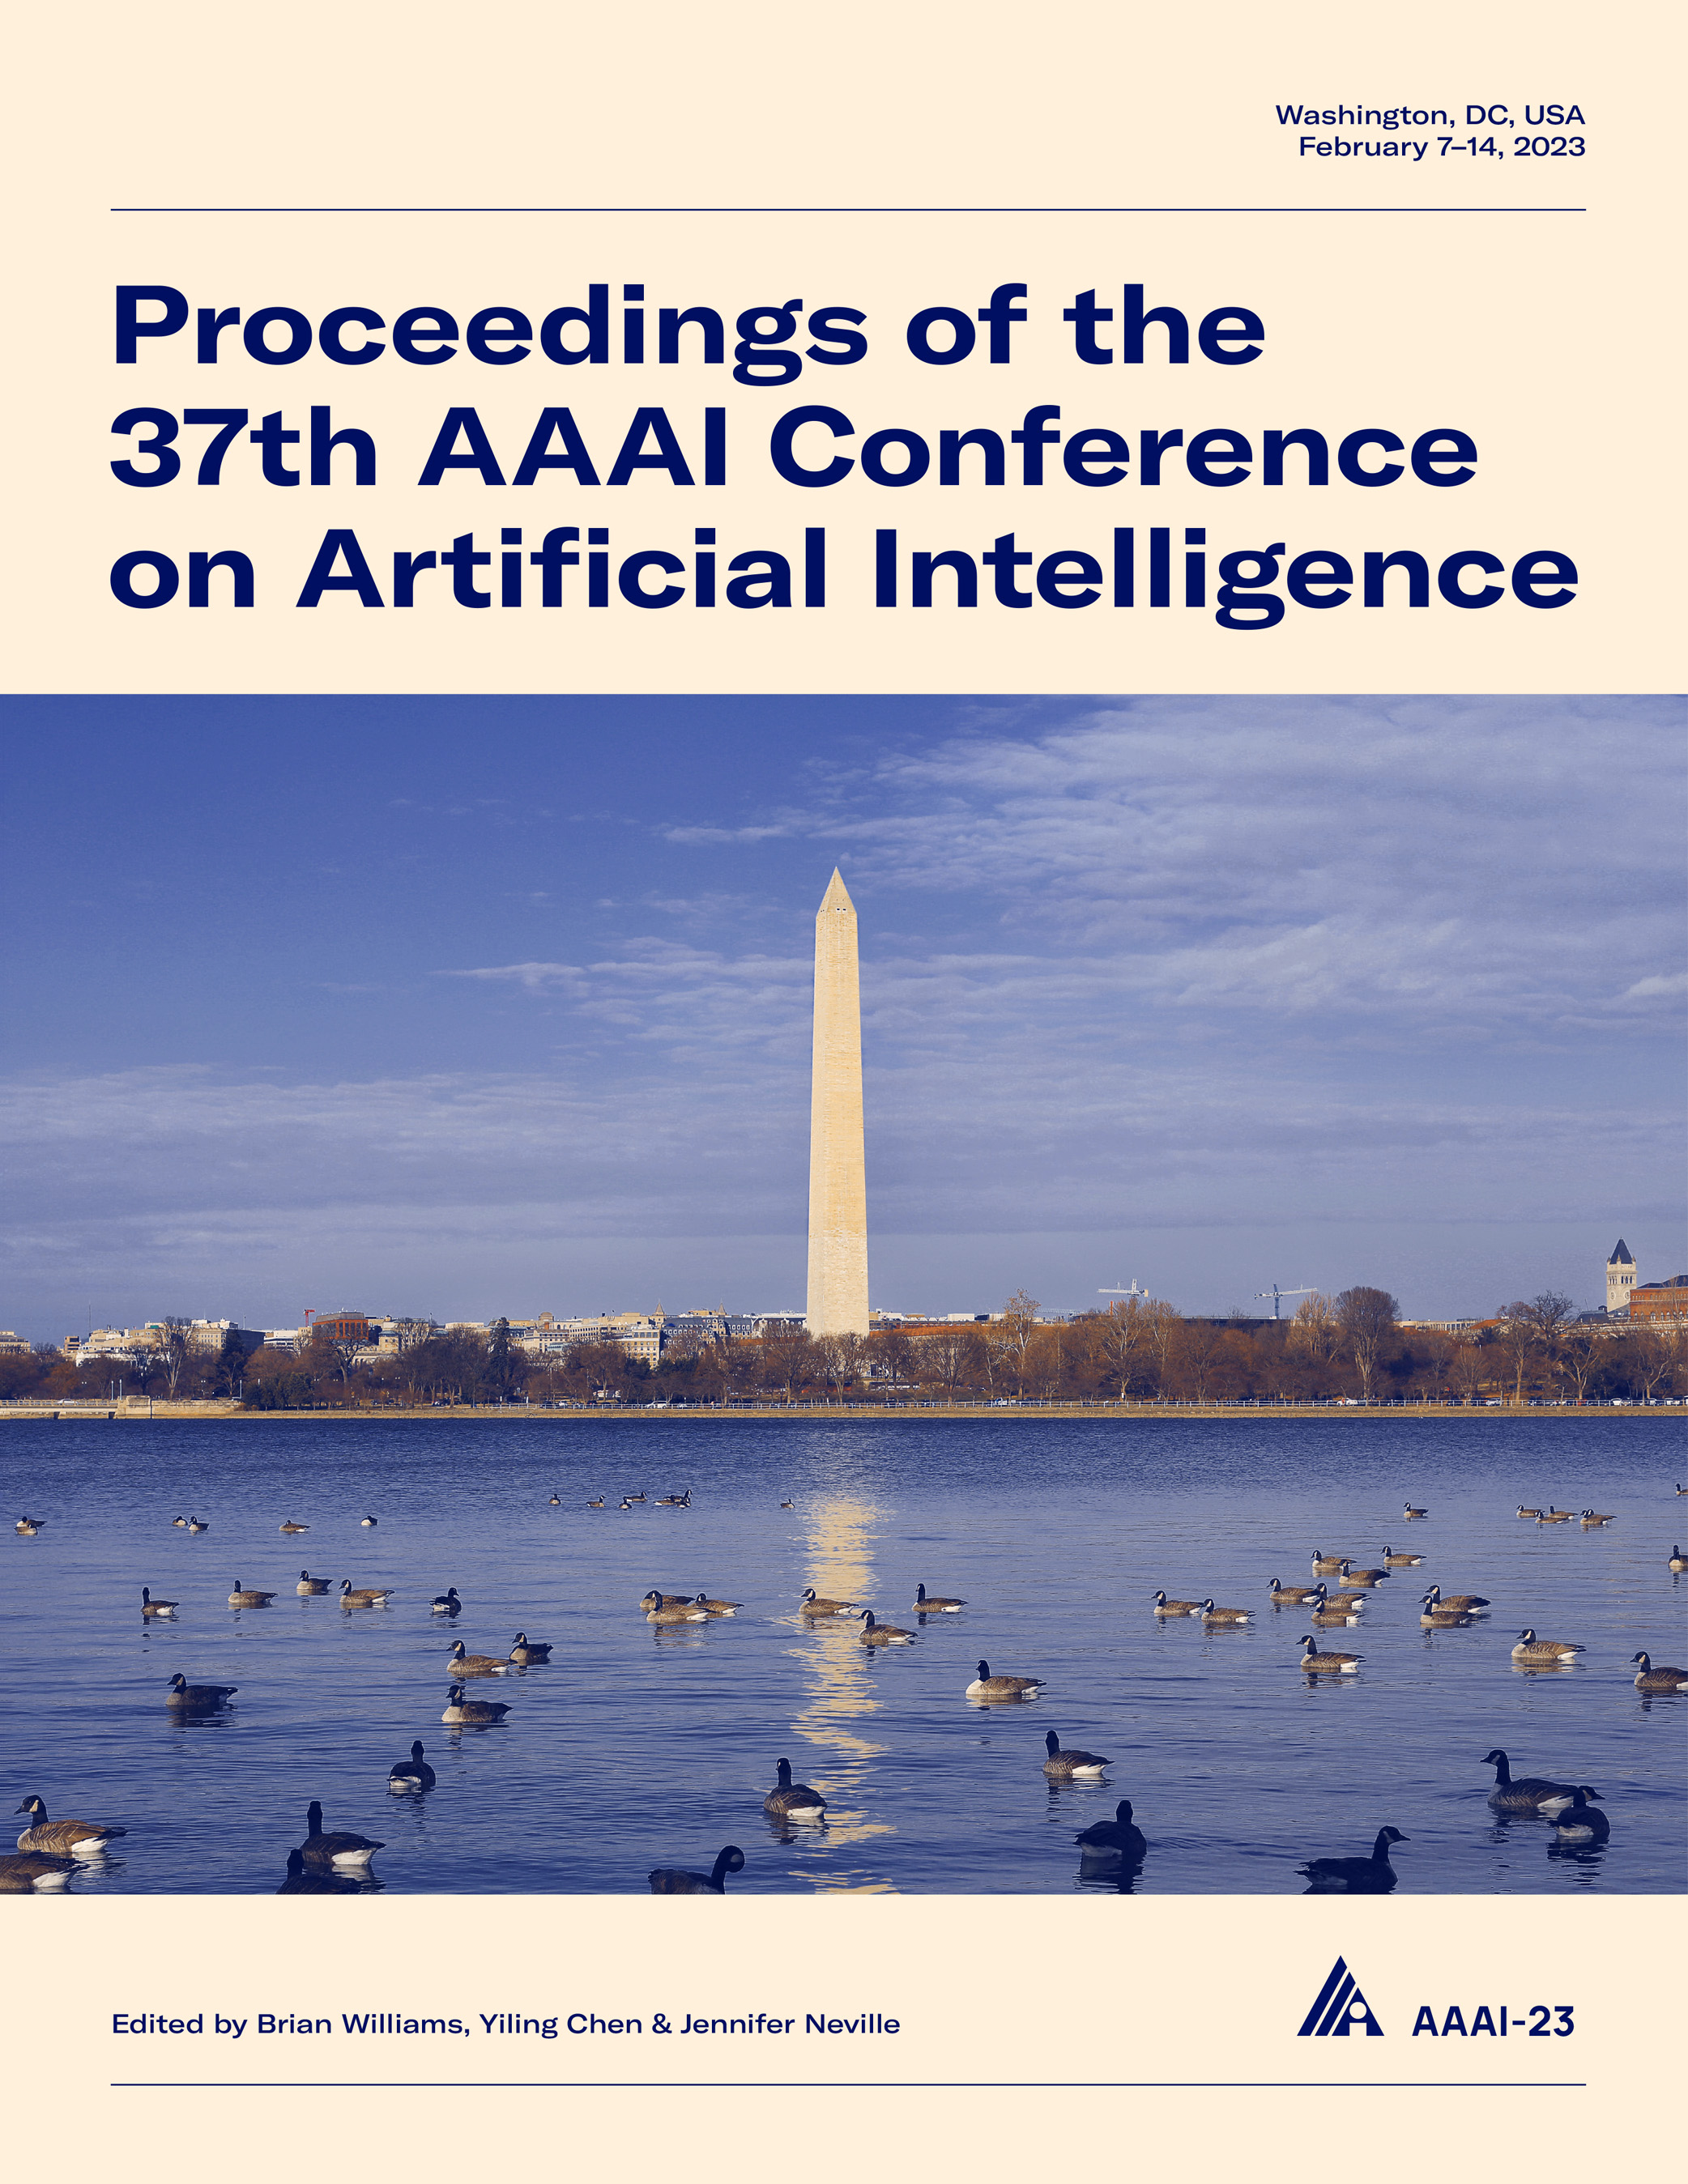 Washington, DC, USA
February 7–14, 2023
Proceedings of the
37th AAAI Conference
on Artificial Intelligence
Edited by Brian Williams, Yiling Chen & Jennifer Neville
AAAI-23